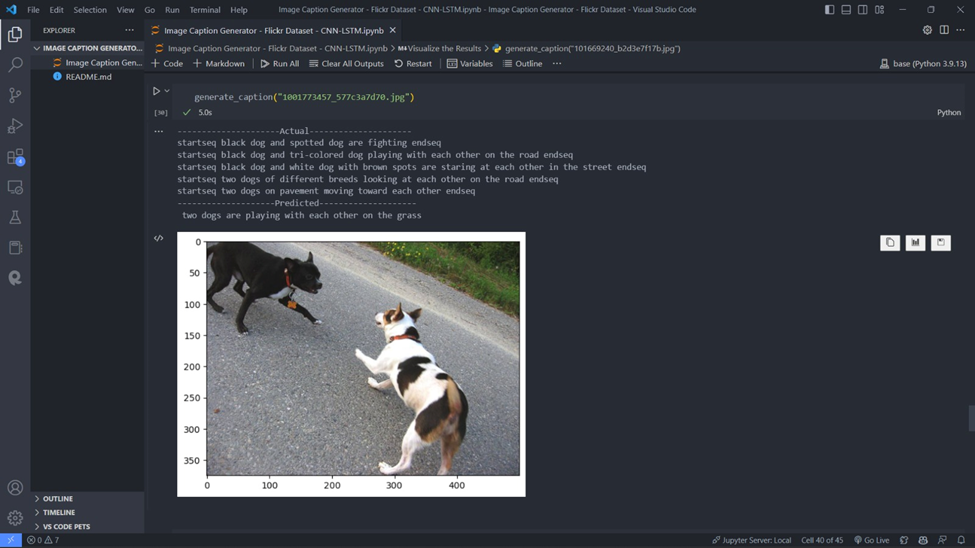 File Edit Selection View Go Run Terminal Help
Image Caption Generator - Flickr Dataset - CNN-LSTM.ipynb - Image Generator - Flickr Dataset - Visual Studio Code
EXPLORER
IMAGE CAPTION GENERATO...
Image Caption Gen...
README.md
Image Caption Generator - Flickr Dataset - CNN-LSTM.ipynb
Image Caption Generator - Flickr Dataset - CNN-LSTM.ipynb > M↓Visualize the Results > generate_caption("101669240_b2d3e7f17b.jpg")
+ Code + Markdown Run All Clear All Outputs Restart Variables Outline ...
base (Python 3.9.13)
generate_caption("1001773457_577c3a7d70.jpg")
[30] 5.0s
Python
---------------------Actual---------------------
startseq black dog and spotted dog are fighting endseq
startseq black dog and tri-colored dog playing with each other on the road endseq
startseq black dog and white dog with brown spots are staring at each other in the street endseq
startseq two dogs of different breeds looking at each other on the road endseq
startseq two dogs on pavement moving toward each other endseq
--------------------Predicted--------------------
two dogs are playing with each other on the grass
0
50
100
150
200
250
300
350
0 100 200 300 400
4
OUTLINE
TIMELINE
VS CODE PETS
0 7
Jupyter Server: Local Cell 40 of 45 Go Live